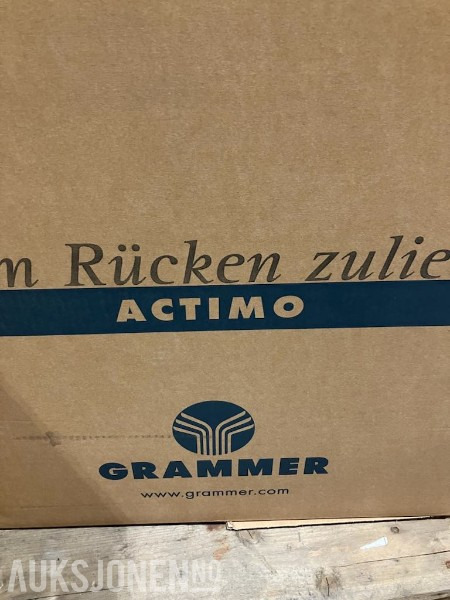 m Rücken zulie
ACTIMO
GRAMMER
www.grammer.com
AUKSJONEN.NO